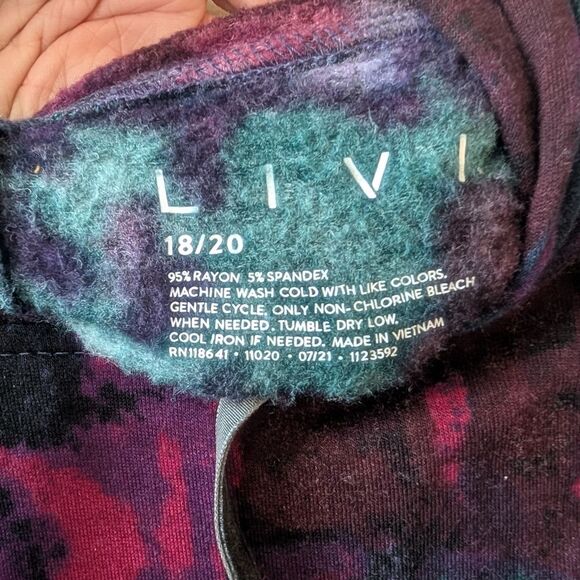 LIVI
18/20
95% RAYON 5% SPANDEX
MACHINE WASH COLD WITH LIKE COLORS.
GENTLE CYCLE, ONLY NON-CHLORINE BLEACH
WHEN NEEDED. TUMBLE DRY LOW.
COOL IRON IF NEEDED. MADE IN VIETNAM
RN118641 • 11020 • 07/21 • 1123592